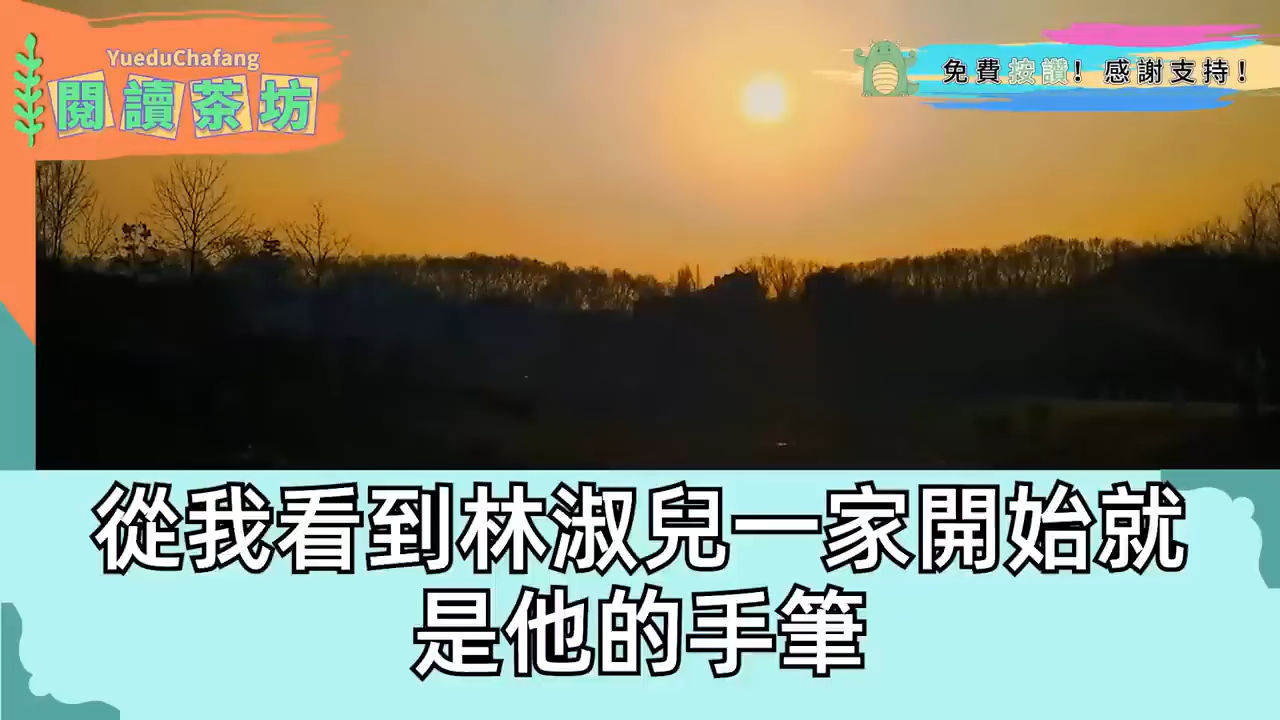 YueduChafang
閱讀茶坊
免費按讚！感謝支持！
從我看到林淑兒一家開始就
是他的手筆